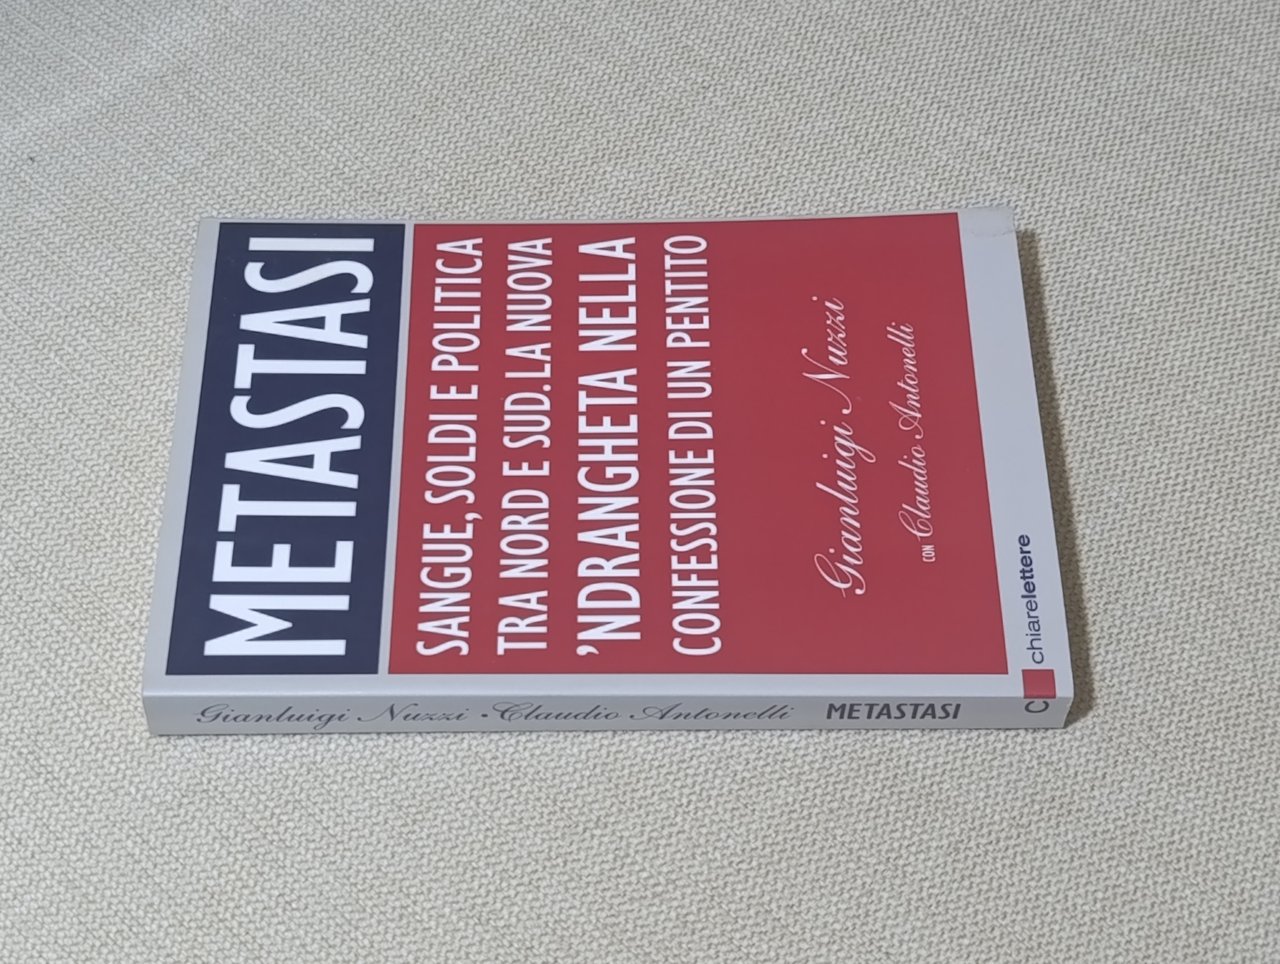 METASTASI
SANGUE, SOLDI E POLITICA
TRA NORD E SUD. LA NUOVA
'NDRANGHETA NELLA
CONFESSIONE DI UN PENTITO
Gianluigi Nuzzi
CON Claudio Antonelli
chiarelettere
Gianluigi Nuzzi • Claudio Antonelli METASTASI C